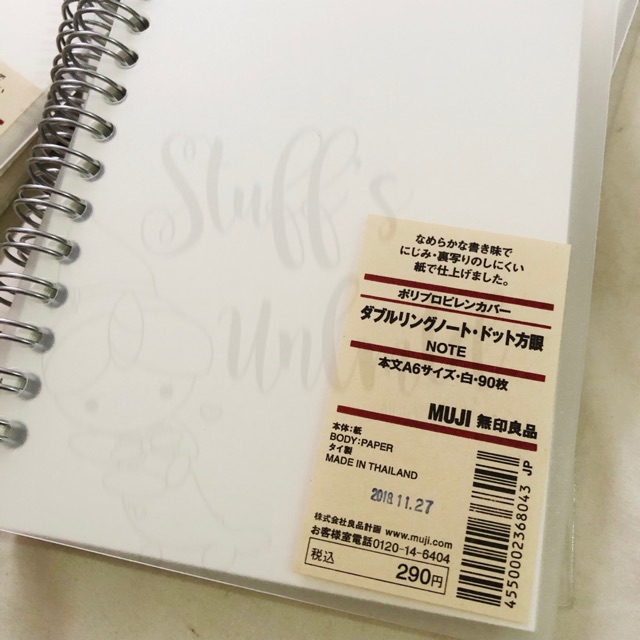 Stuff's
なめらかな書き味で
にじみ・裏写りのしにくい
紙で仕上げました。
ポリプロピレンカバー
ダブルリングノート・ドット方眼
NOTE
本文A6サイズ・白・90枚
MUJI 無印良品
本体:紙
BODY:PAPER
タイ製
MADE IN THAILAND
2018.11.27
株式会社良品計画 www.muji.com
お客様室電話0120-14-6404
税込 290円
4550002368043 JP